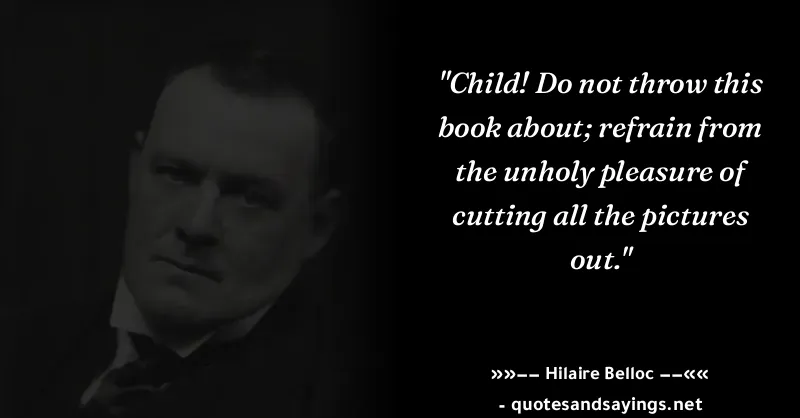 "Child! Do not throw this
book about; refrain from
the unholy pleasure of
cutting all the pictures
out."
»»–– Hilaire Belloc ––««
- quotesandsayings.net